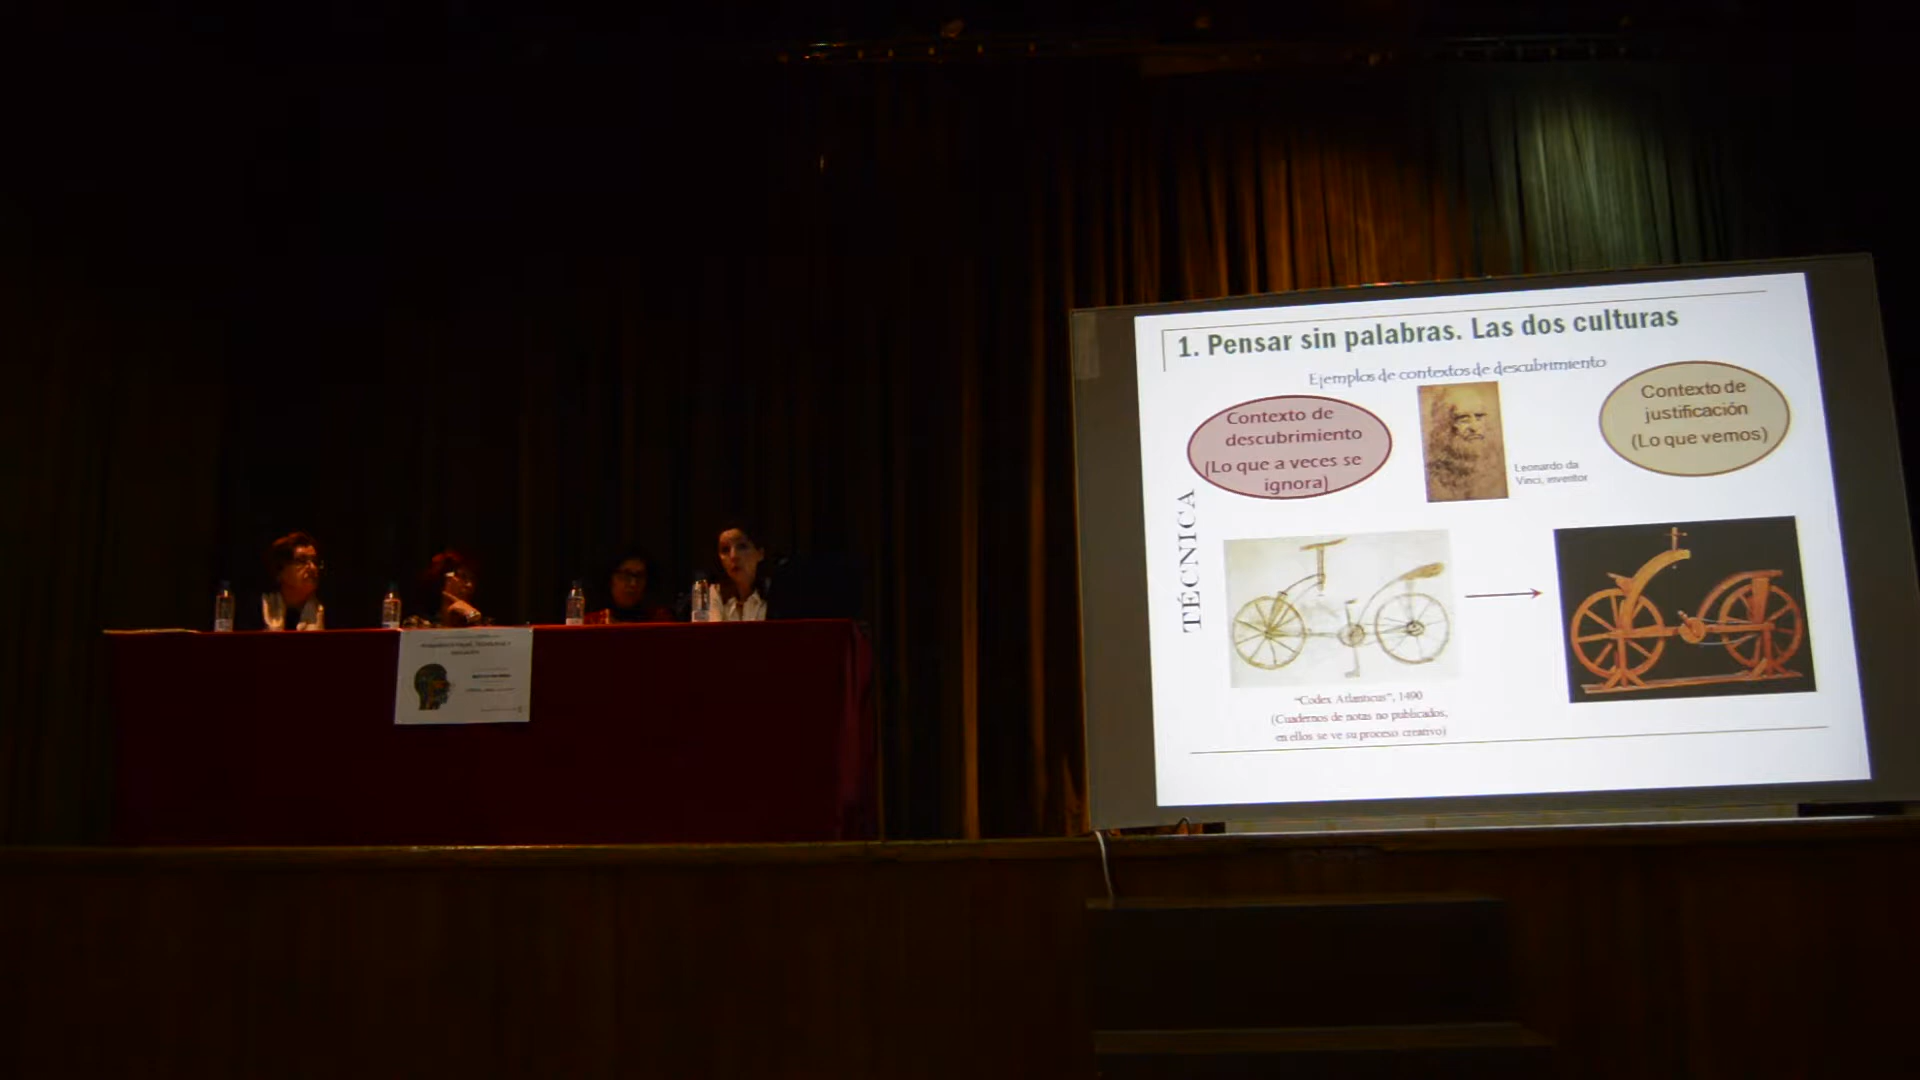 1. Pensar sin palabras. Las dos culturas
Ejemplos de contextos de descubrimiento
Contexto de
descubrimiento
(Lo que a veces se
ignora)
Leonardo da
Vinci, inventor
Contexto de
justificación
(Lo que vemos)
TÉCNICA
"Codex Atlanticus", 1490
(Cuadernos de notas no publicados,
en ellos se ve su proceso creativo)